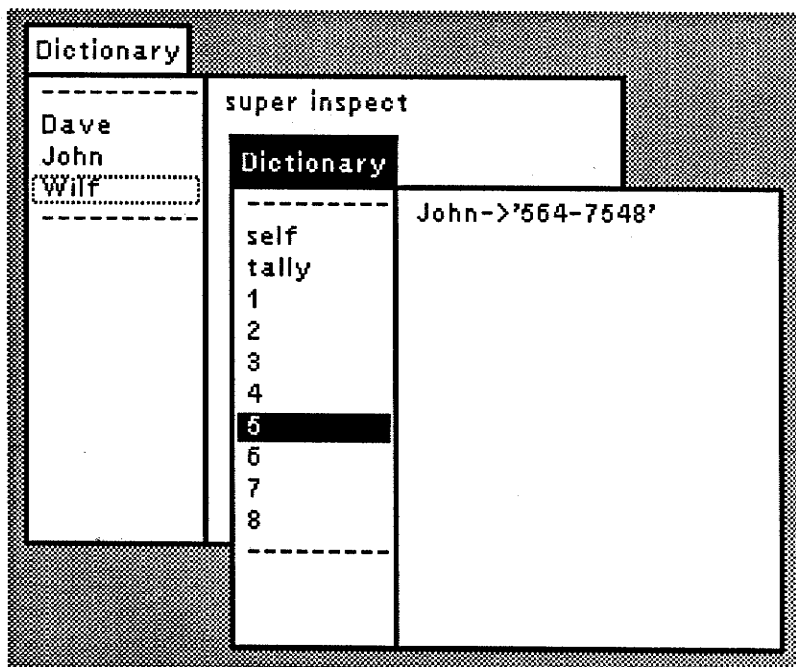 Dictionary
----------
Dave
John
Wilf
----------
super inspect
Dictionary
---------
self
tally
1
2
3
4
5
6
7
8
---------
John->'564-7548'